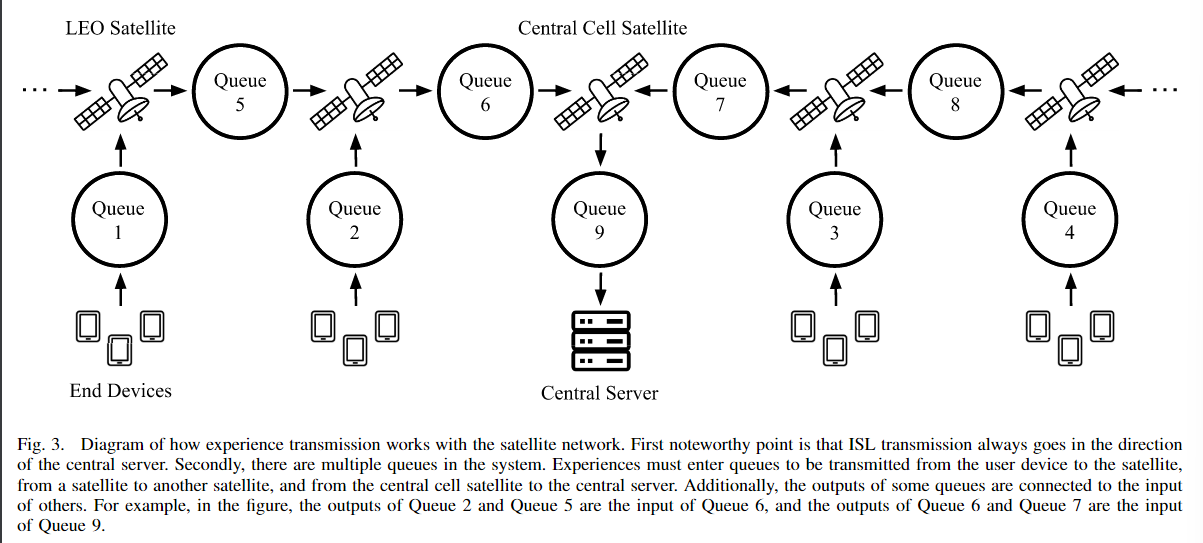 LEO Satellite
Central Cell Satellite
...
Queue
5
Queue
6
Queue
7
Queue
8
...
Queue
1
Queue
2
Queue
9
Queue
3
Queue
4
End Devices
Central Server
Fig. 3. Diagram of how experience transmission works with the satellite network. First noteworthy point is that ISL transmission always goes in the direction
of the central server. Secondly, there are multiple queues in the system. Experiences must enter queues to be transmitted from the user device to the satellite,
from a satellite to another satellite, and from the central cell satellite to the central server. Additionally, the outputs of some queues are connected to the input
of others. For example, in the figure, the outputs of Queue 2 and Queue 5 are the input of Queue 6, and the outputs of Queue 6 and Queue 7 are the input
of Queue 9.